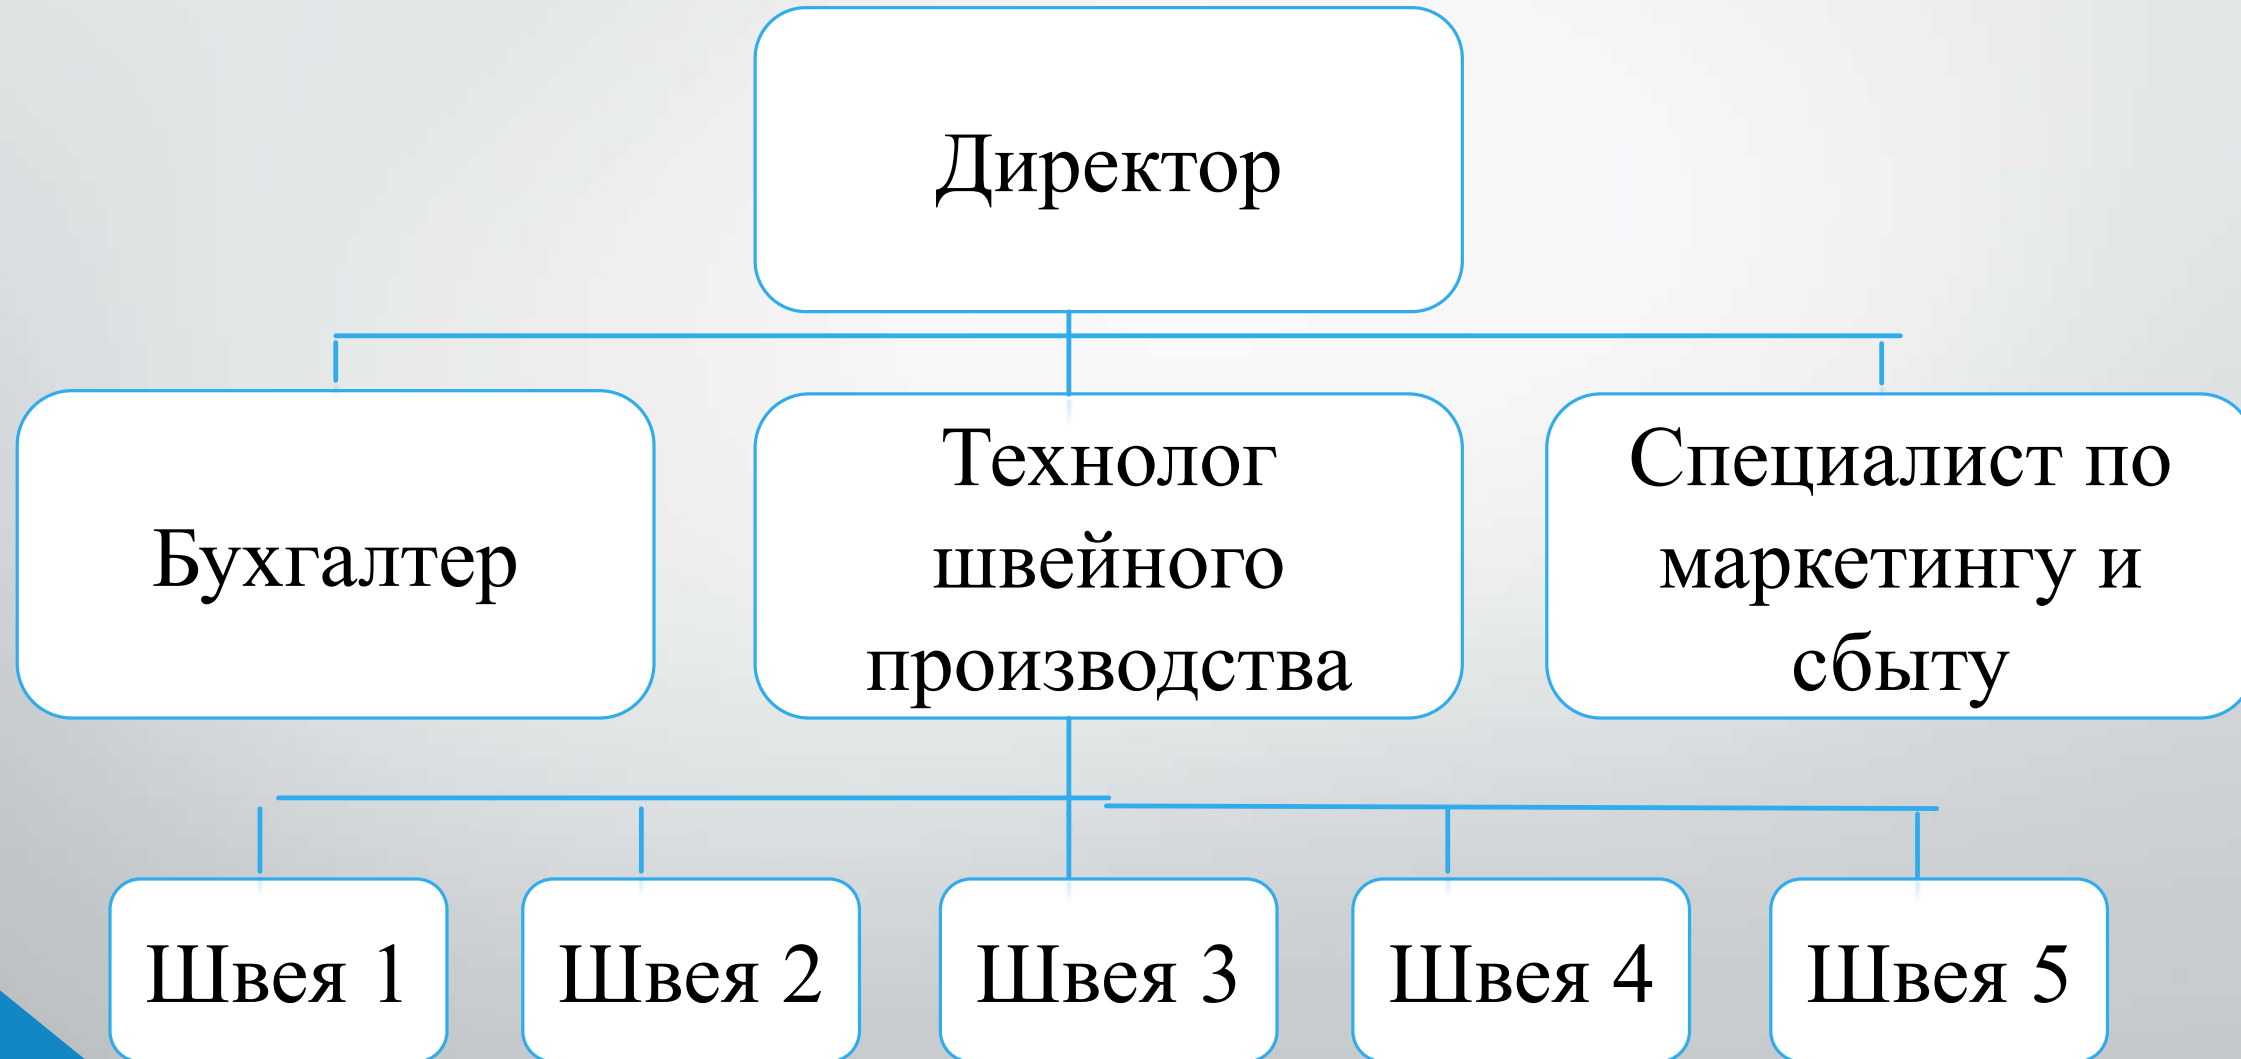 Директор
Бухгалтер
Технолог
швейного
производства
Специалист по
маркетингу и
сбыту
Швея 1
Швея 2
Швея 3
Швея 4
Швея 5